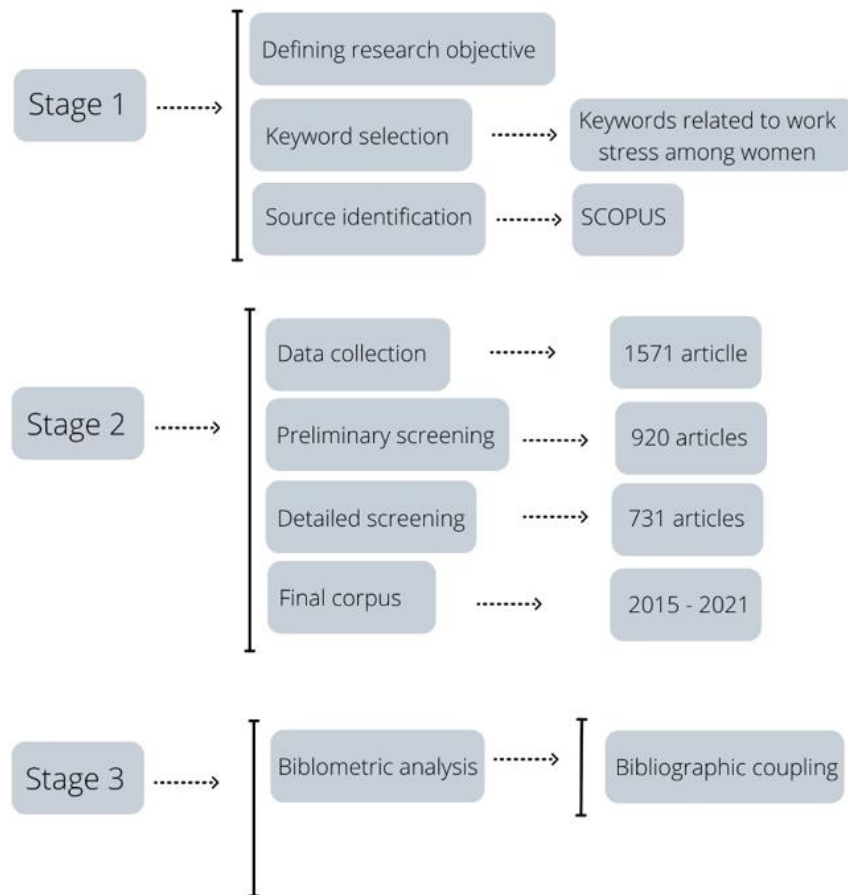 Stage 1
Defining research objective
Keyword selection
Keywords related to work
stress among women
Source identification
SCOPUS
Stage 2
Data collection
1571 articlle
Preliminary screening
920 articles
Detailed screening
731 articles
Final corpus
2015 - 2021
Stage 3
Biblometric analysis
Bibliographic coupling